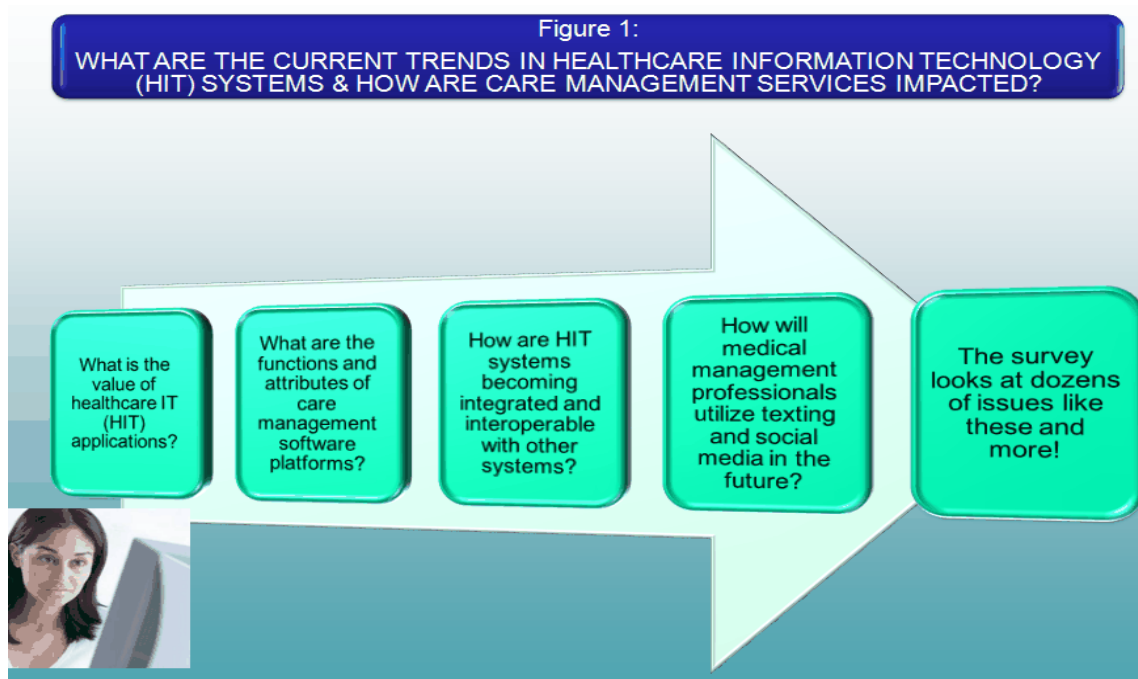 Figure 1:
WHAT ARE THE CURRENT TRENDS IN HEALTHCARE INFORMATION TECHNOLOGY
(HIT) SYSTEMS & HOW ARE CARE MANAGEMENT SERVICES IMPACTED?
What is the
value of
healthcare IT
(HIT)
applications?
What are the
functions and
attributes of
care
management
software
platforms?
How are HIT
systems
becoming
integrated and
interoperable
with other
systems?
How will
medical
management
professionals
utilize texting
and social
media in the
future?
The survey
looks at dozens
of issues like
these and
more!